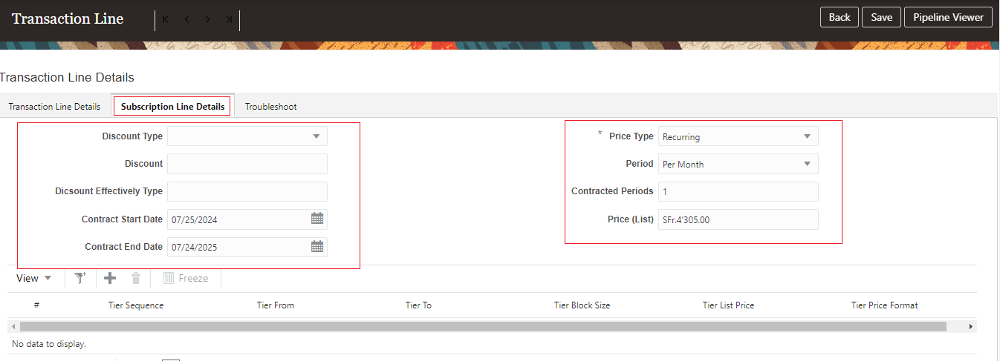 Transaction Line
Back
Save
Pipeline Viewer
Transaction Line Details
Transaction Line Details
Subscription Line Details
Troubleshoot
Discount Type
Discount
Dicsount Effectively Type
Contract Start Date 07/25/2024
Contract End Date 07/24/2025
* Price Type Recurring
Period Per Month
Contracted Periods 1
Price (List) SFr.4'305.00
View
Freeze
# Tier Sequence Tier From Tier To Tier Block Size Tier List Price Tier Price Format
No data to display.